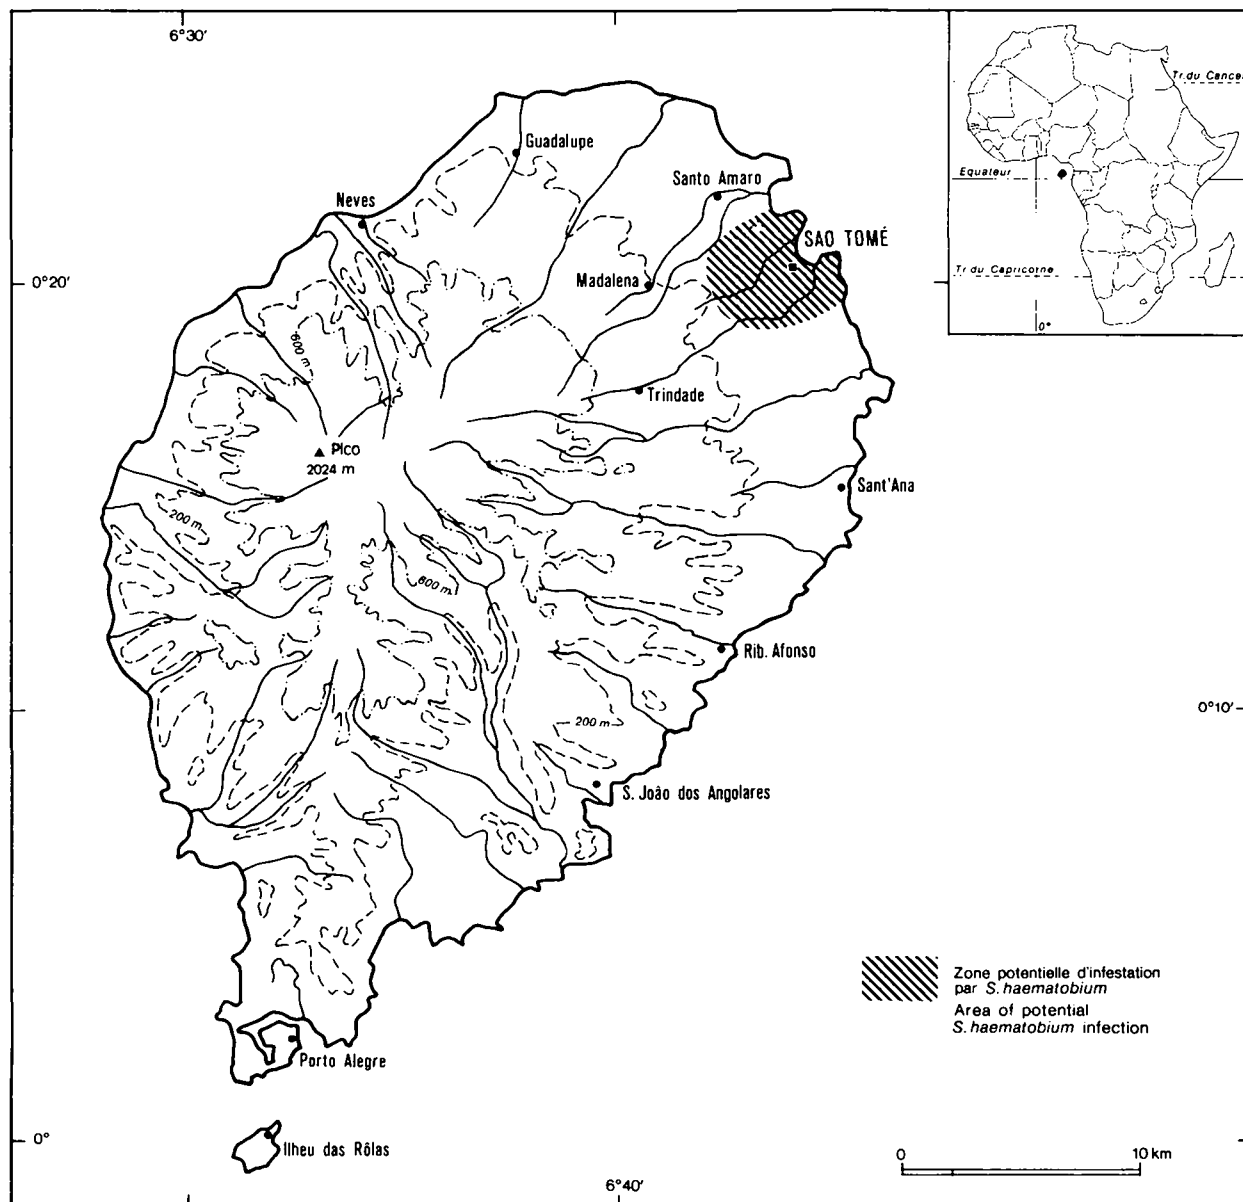 6°30'
Tr. du Cancer
Equateur
Tr. du Capricorne
0°
Guadalupe
Santo Amaro
Neves
SAO TOMÉ
0°20'
Madalena
600 m
Trindade
Pico
2024 m
Sant'Ana
200 m
600 m
Rib. Afonso
200 m
0°10'
S. João dos Angolares
Zone potentielle d'infestation
par S. haematobium
Area of potential
S. haematobium infection
Porto Alegre
0°
Ilheu das Rôlas
0
10 km
6°40'